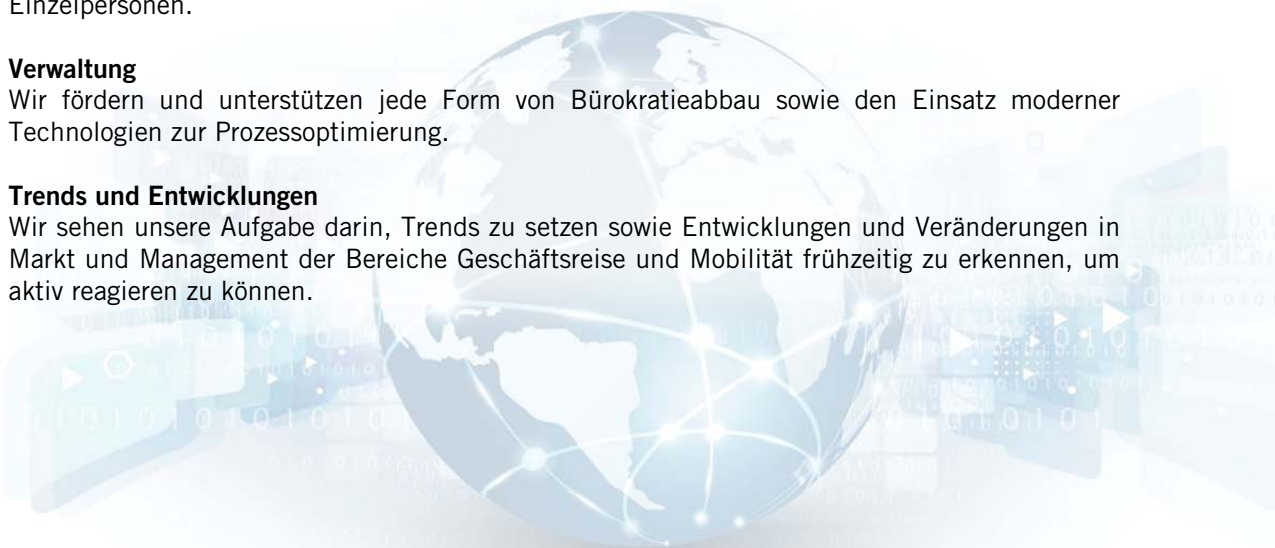 Einzelpersonen.
Verwaltung
Wir fördern und unterstützen jede Form von Bürokratieabbau sowie den Einsatz moderner
Technologien zur Prozessoptimierung.
Trends und Entwicklungen
Wir sehen unsere Aufgabe darin, Trends zu setzen sowie Entwicklungen und Veränderungen in
Markt und Management der Bereiche Geschäftsreise und Mobilität frühzeitig zu erkennen, um
aktiv reagieren zu können.